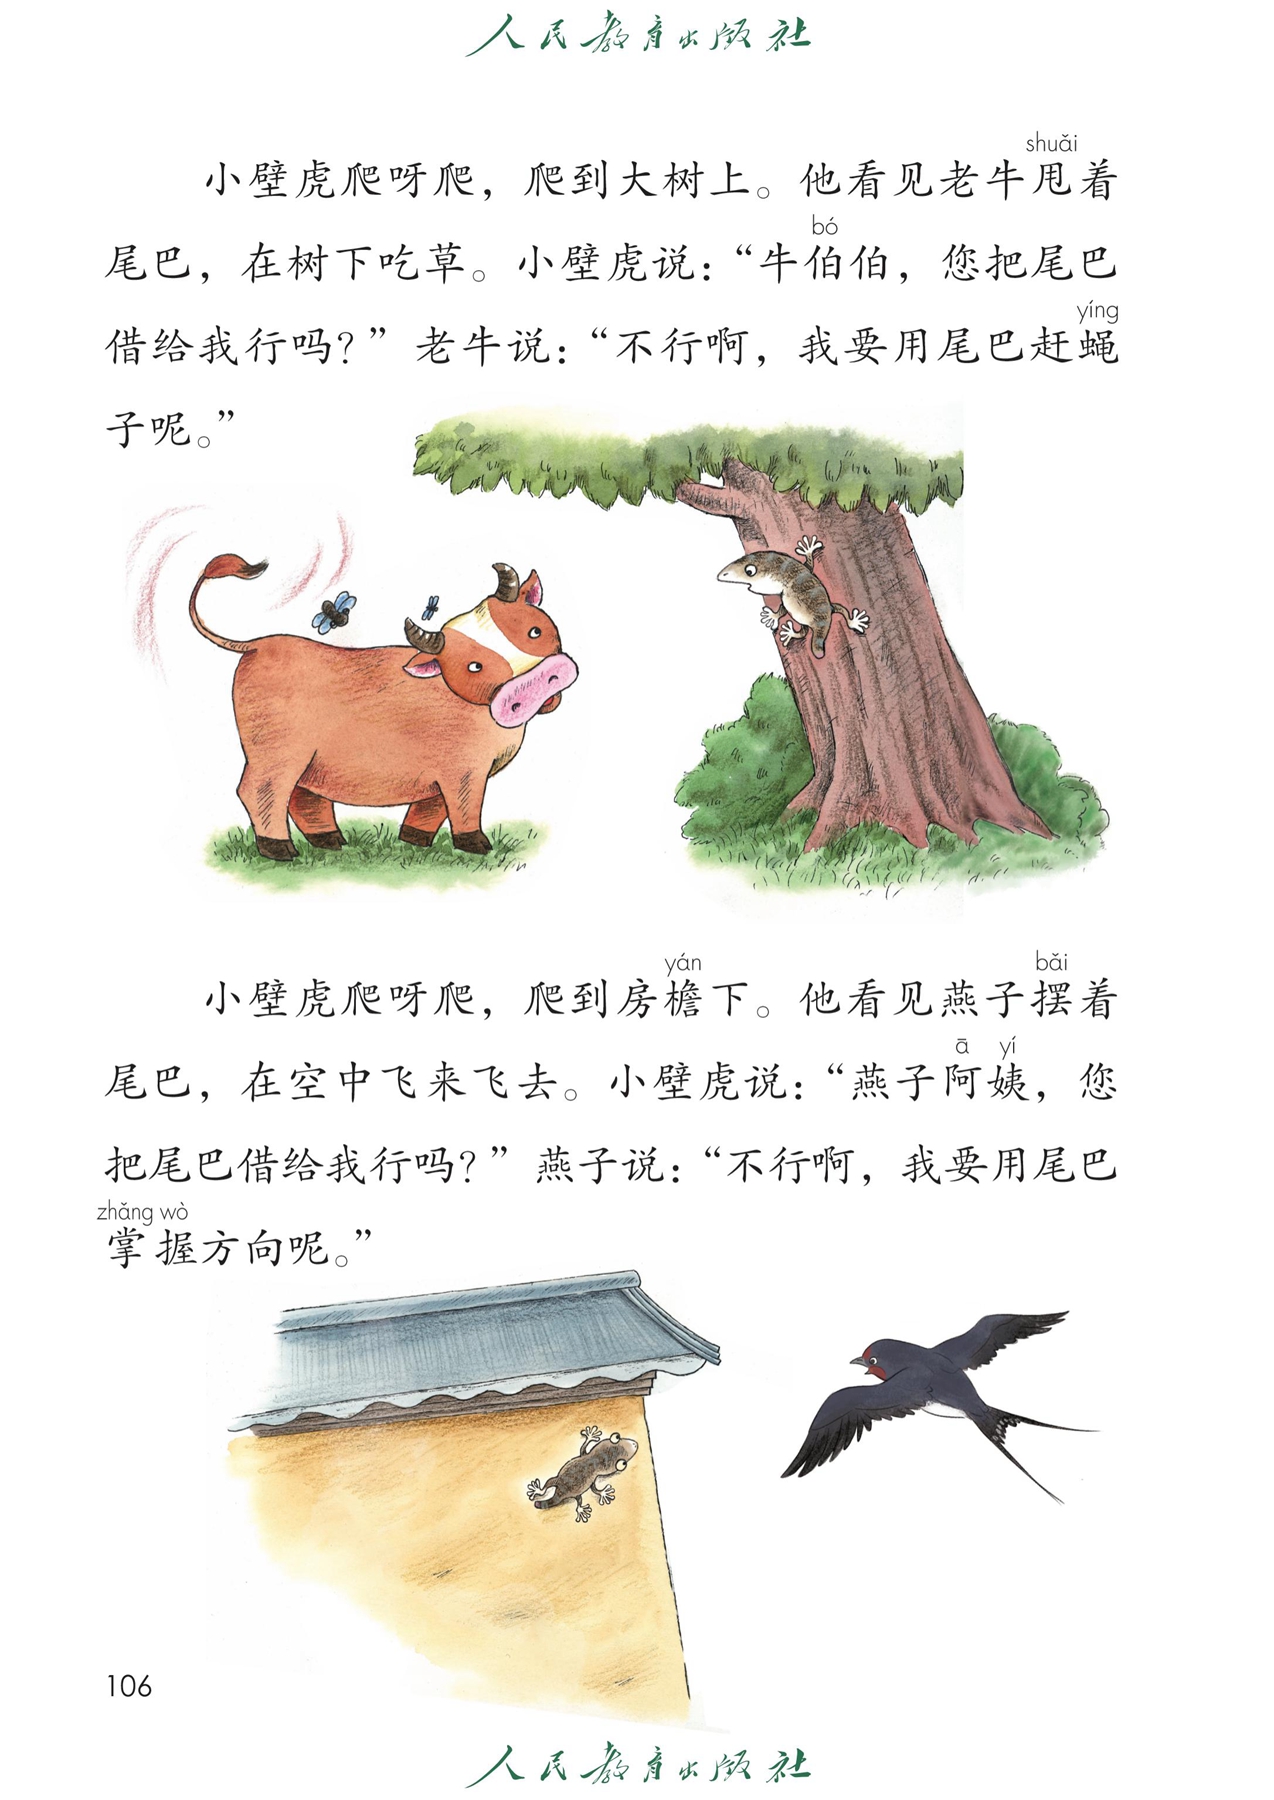 人民教育出版社
shuǎi
小壁虎爬呀爬，爬到大树上。他看见老牛甩着
bó
尾巴，在树下吃草。小壁虎说：“牛伯伯，您把尾巴
yíng
借给我行吗？”老牛说：“不行啊，我要用尾巴赶蝇
子呢。”
yán bǎi
小壁虎爬呀爬，爬到房檐下。他看见燕子摆着
ā yí
尾巴，在空中飞来飞去。小壁虎说：“燕子阿姨，您
把尾巴借给我行吗？”燕子说：“不行啊，我要用尾巴
zhǎng wò
掌握方向呢。”
106
人民教育出版社